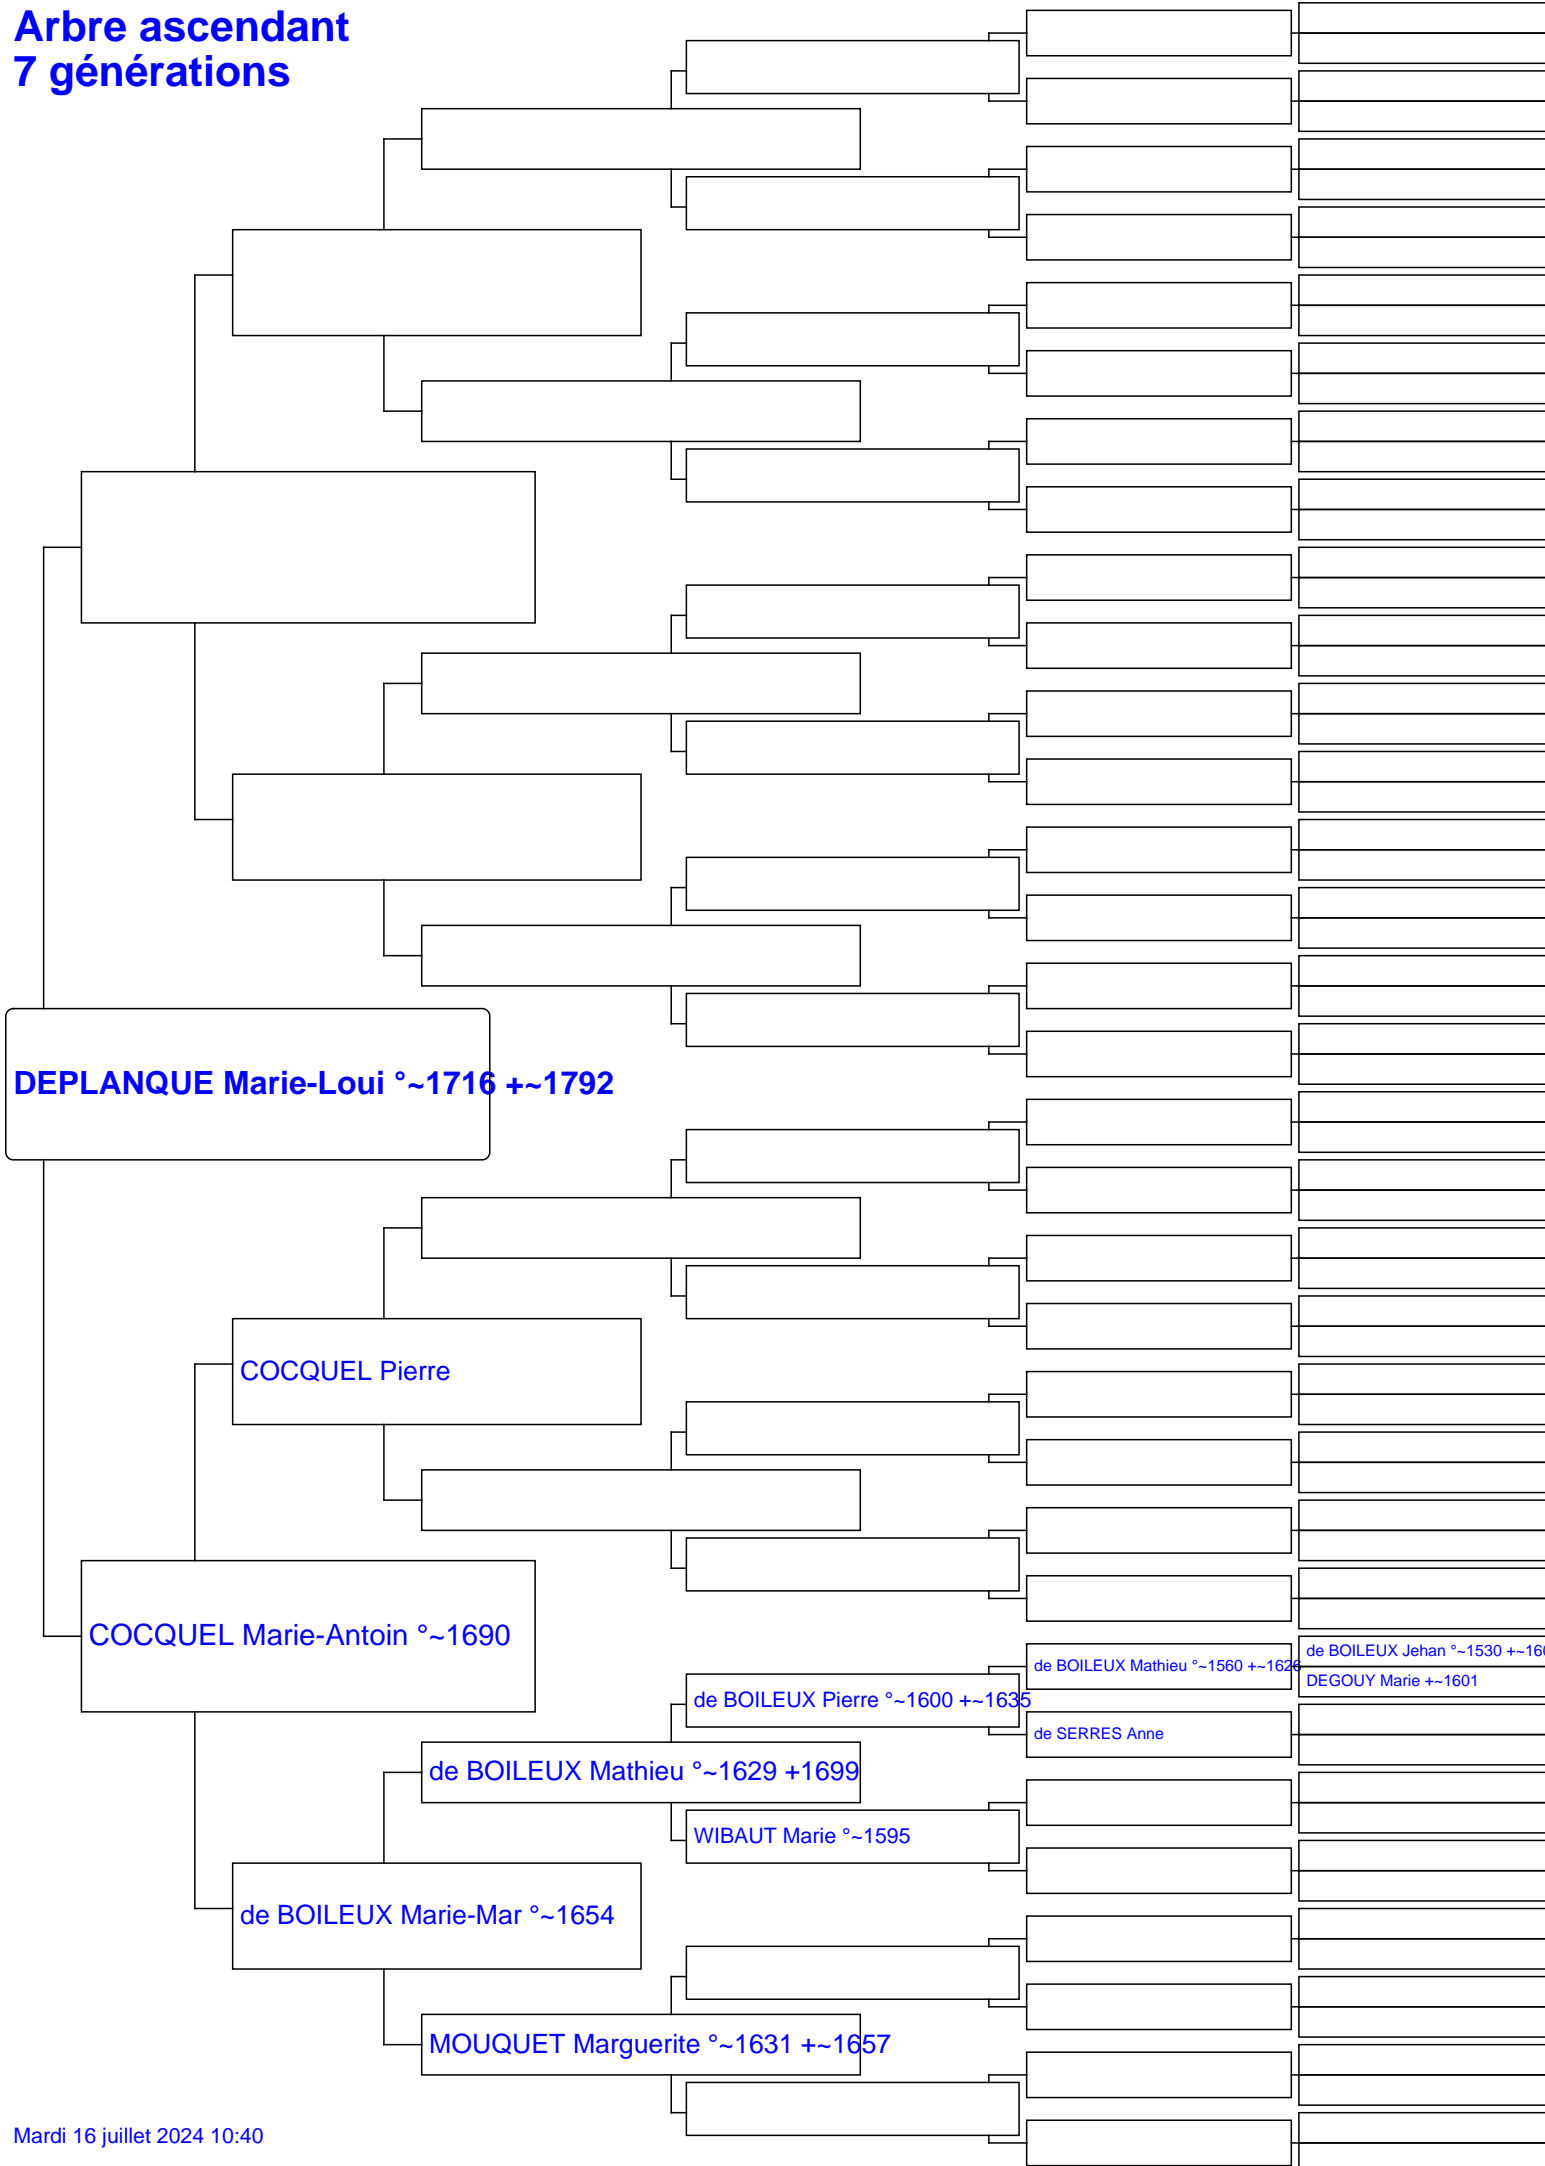 Arbre ascendant
7 générations
DEPLANQUE Marie-Loui °~1716 +~1792
COCQUEL Pierre
COCQUEL Marie-Antoin °~1690
de BOILEUX Jehan °~1530 +~160
de BOILEUX Mathieu °~1560 +~1626
DEGOUY Marie +~1601
de BOILEUX Pierre °~1600 +~1635
de SERRES Anne
de BOILEUX Mathieu °~1629 +1699
WIBAUT Marie °~1595
de BOILEUX Marie-Mar °~1654
MOUQUET Marguerite °~1631 +~1657
Mardi 16 juillet 2024 10:40